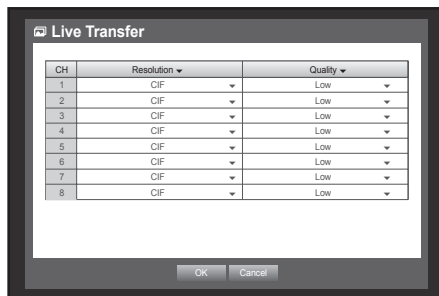 Live Transfer
CH Resolution Quality
1 CIF Low
2 CIF Low
3 CIF Low
4 CIF Low
5 CIF Low
6 CIF Low
7 CIF Low
8 CIF Low
OK Cancel